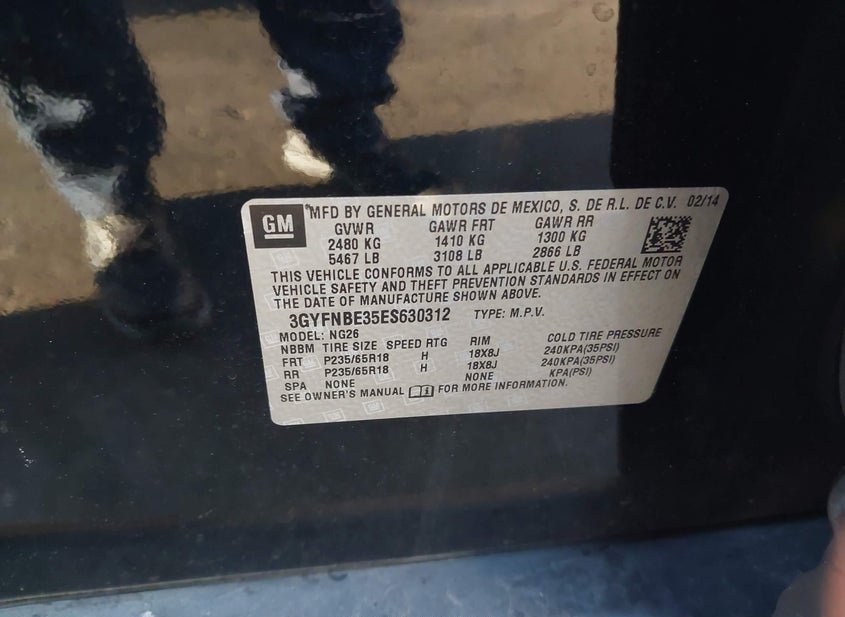 GM
*MFD BY GENERAL MOTORS DE MEXICO, S. DE R.L. DE C.V. 02/14
GVWR GAWR FRT GAWR RR
2480 KG 1410 KG 1300 KG
5467 LB 3108 LB 2866 LB
THIS VEHICLE CONFORMS TO ALL APPLICABLE U.S. FEDERAL MOTOR
VEHICLE SAFETY AND THEFT PREVENTION STANDARDS IN EFFECT ON
THE DATE OF MANUFACTURE SHOWN ABOVE.
3GYFNBE35ES630312 TYPE: M.P.V.
MODEL: NG26
NBBM TIRE SIZE SPEED RTG RIM COLD TIRE PRESSURE
FRT P235/65R18 H 18X8J 240KPA(35PSI)
RR P235/65R18 H 18X8J 240KPA(35PSI)
SPA NONE NONE KPA(PSI)
SEE OWNER'S MANUAL FOR MORE INFORMATION.